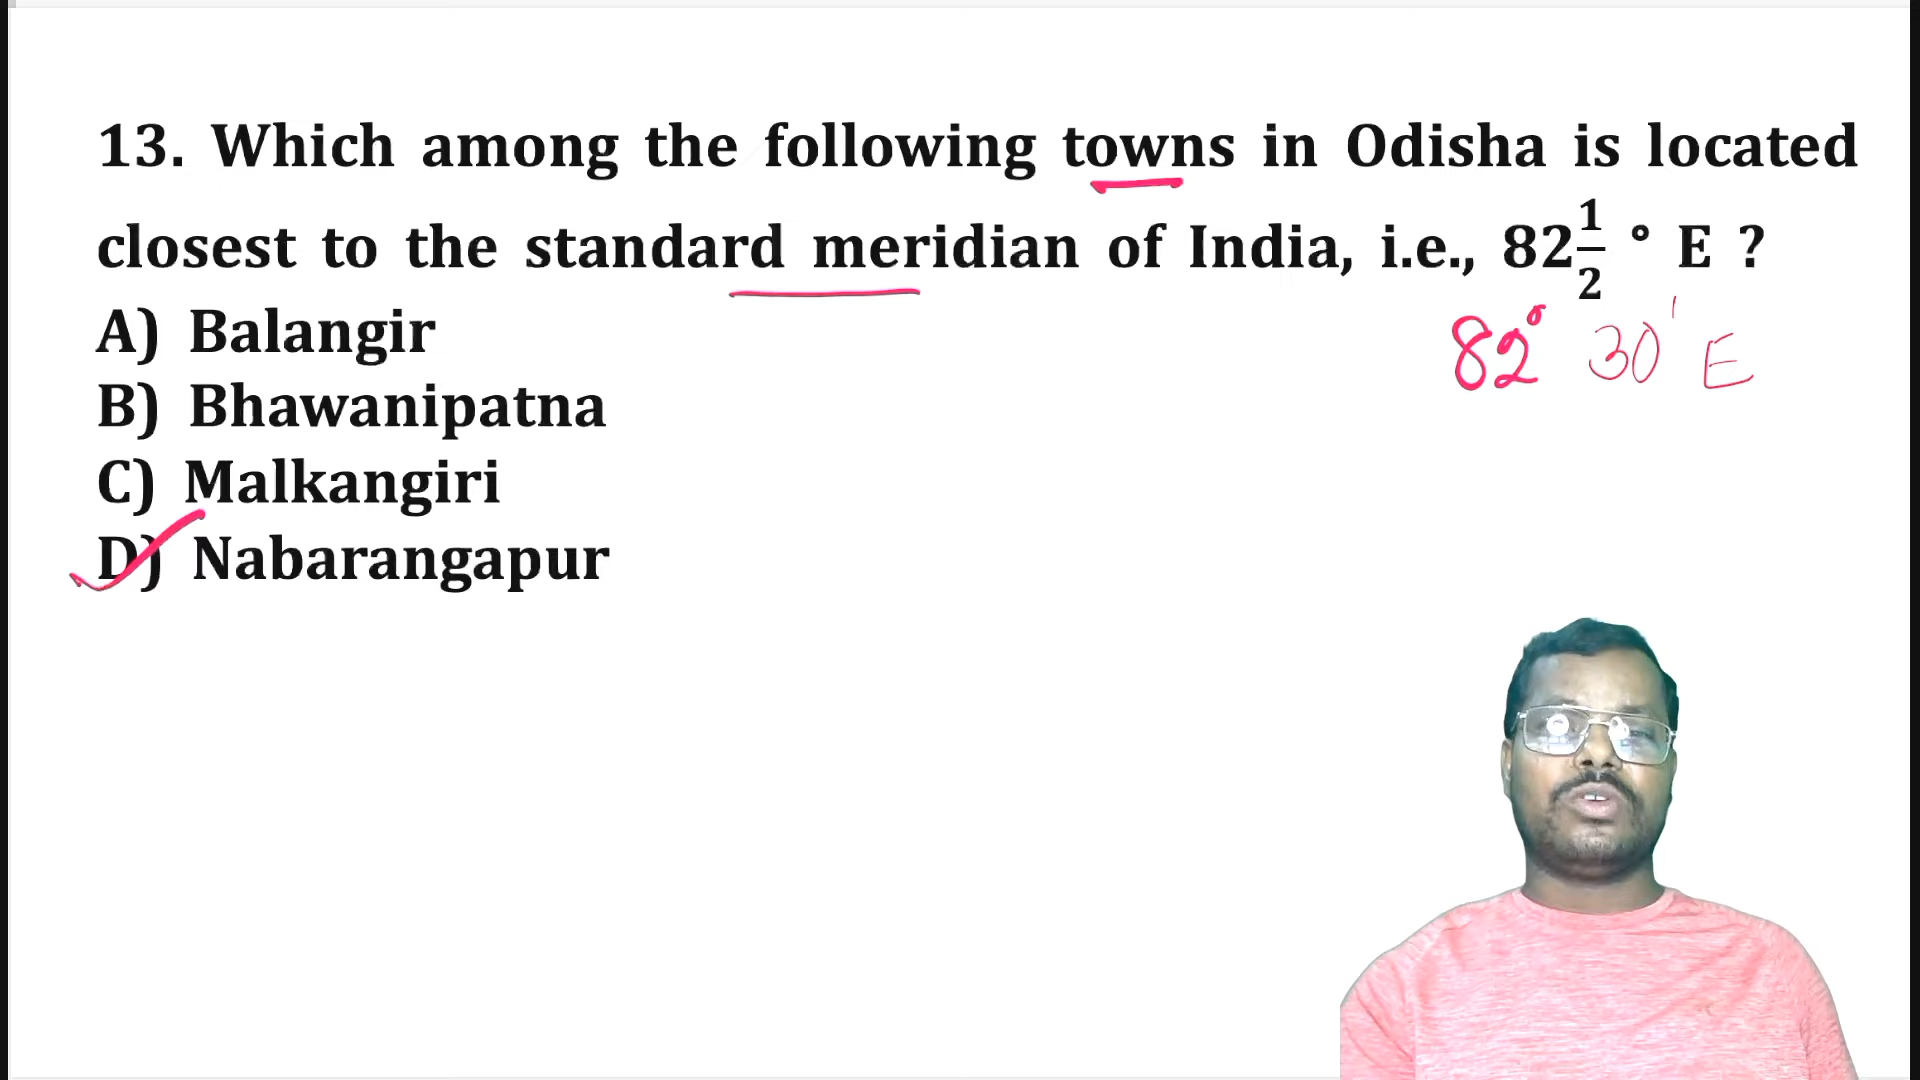 13. Which among the following towns in Odisha is located
closest to the standard meridian of India, i.e., 82½ ° E ?
A) Balangir
82° 30' E
B) Bhawanipatna
C) Malkangiri
D) Nabarangapur